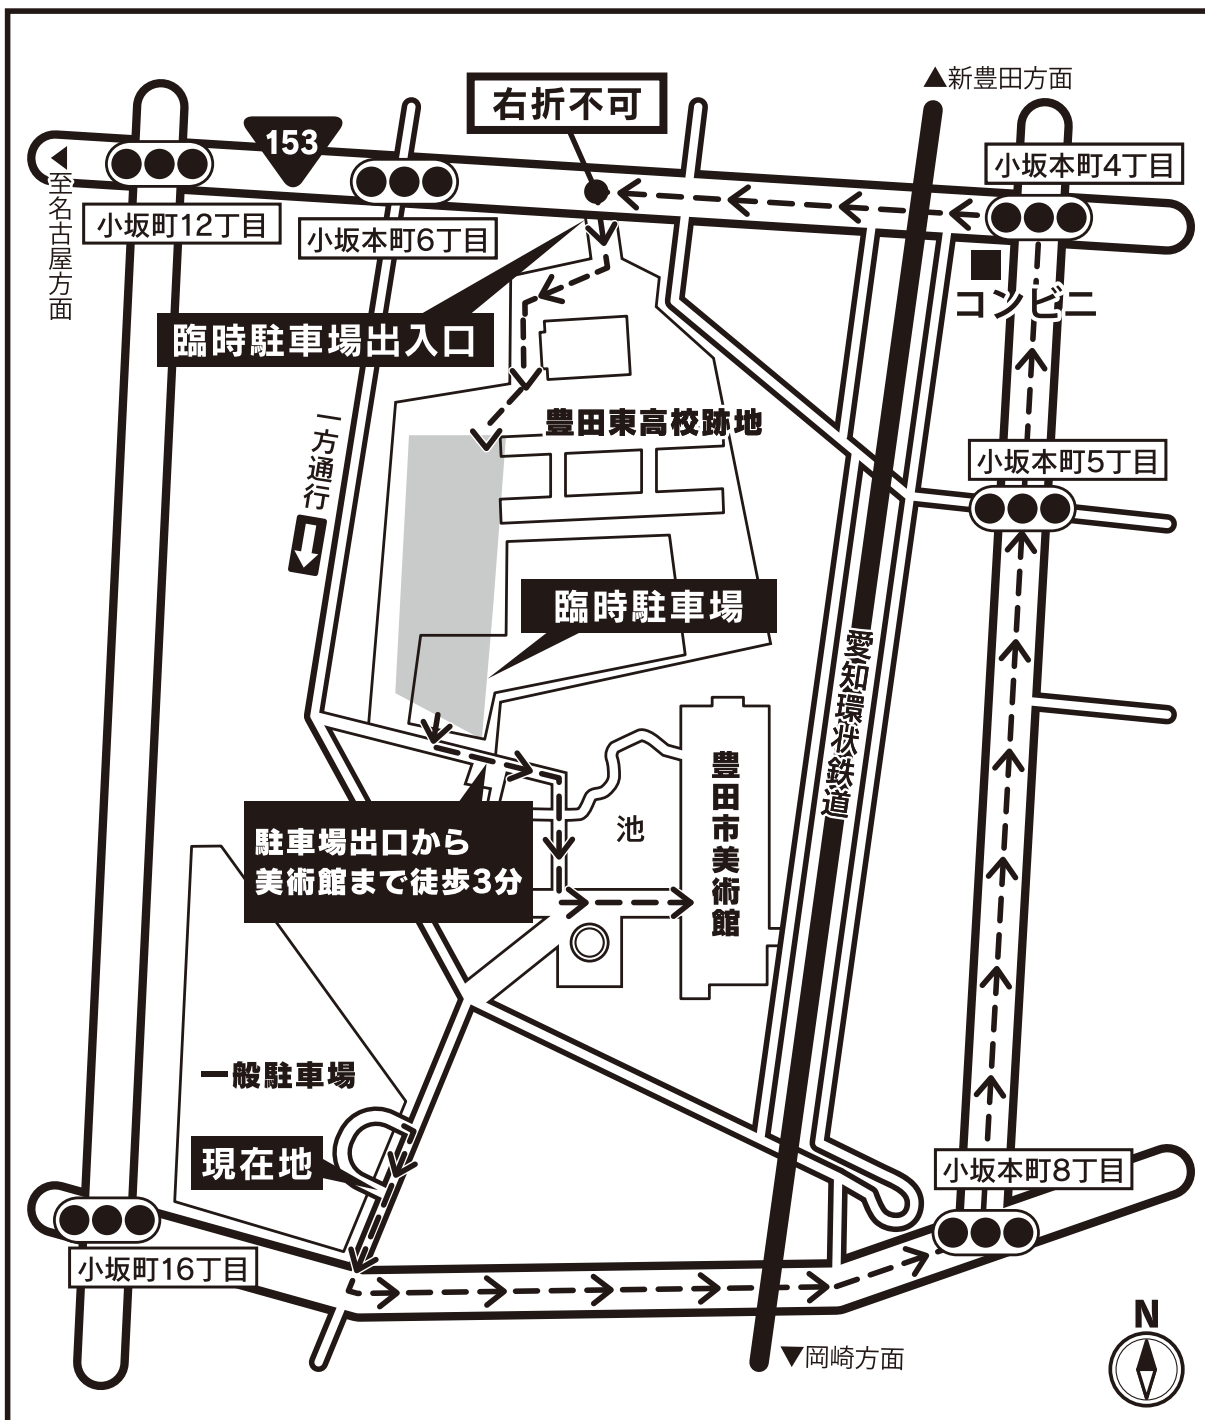 ▲新豊田方面
右折不可
153
小坂本町4丁目
◀至名古屋方面
小坂町12丁目
小坂本町6丁目
コンビニ
臨時駐車場出入口
一方通行
豊田東高校跡地
小坂本町5丁目
臨時駐車場
愛知環状鉄道
豊田市美術館
池
駐車場出口から
美術館まで徒歩3分
一般駐車場
現在地
小坂本町8丁目
小坂町16丁目
▼岡崎方面
N